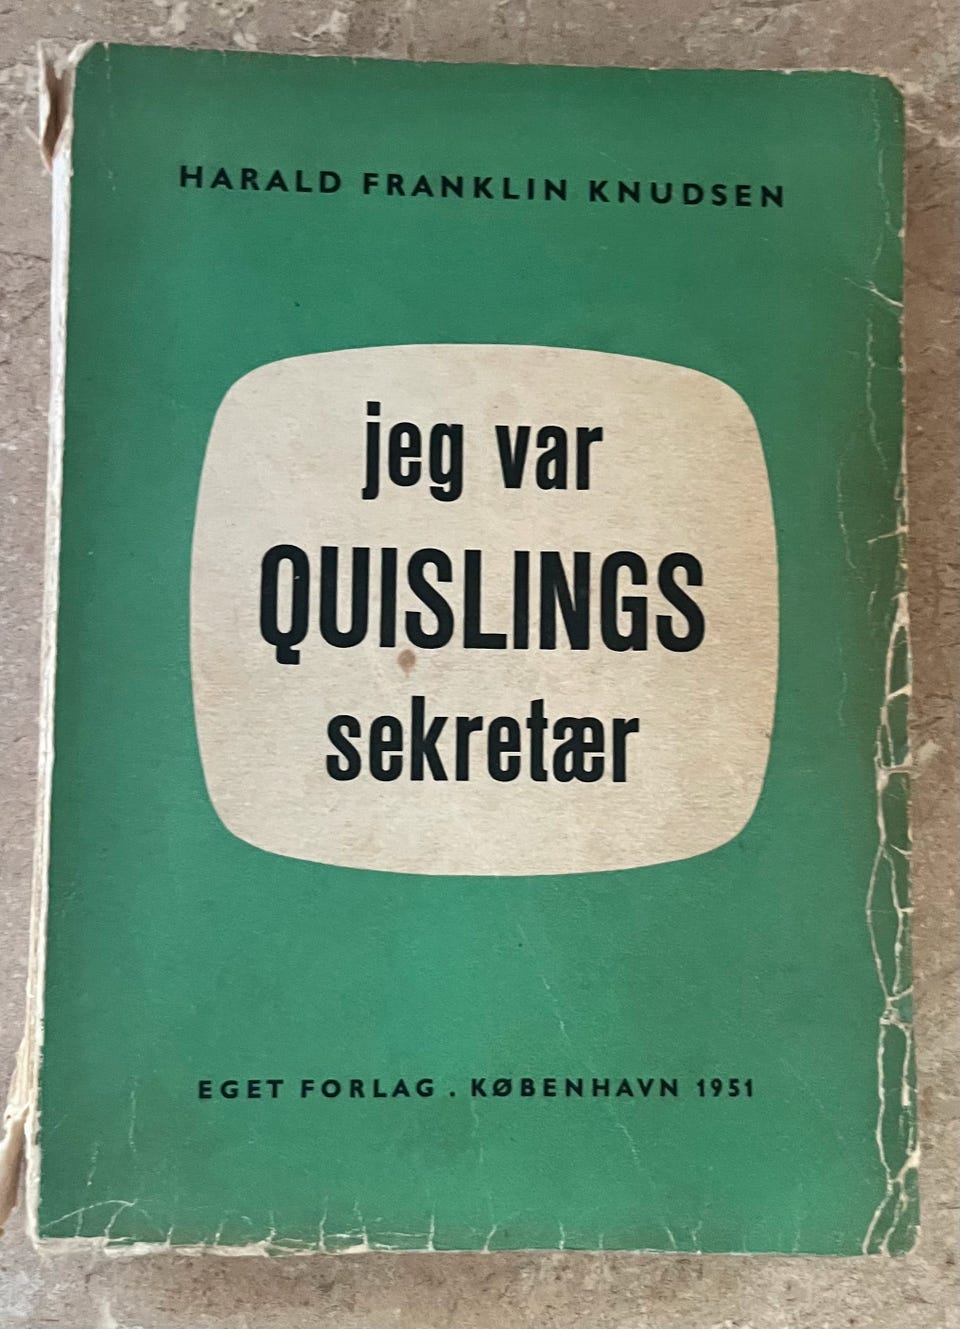 HARALD FRANKLIN KNUDSEN
jeg var
QUISLINGS
sekretær
EGET FORLAG . KØBENHAVN 1951